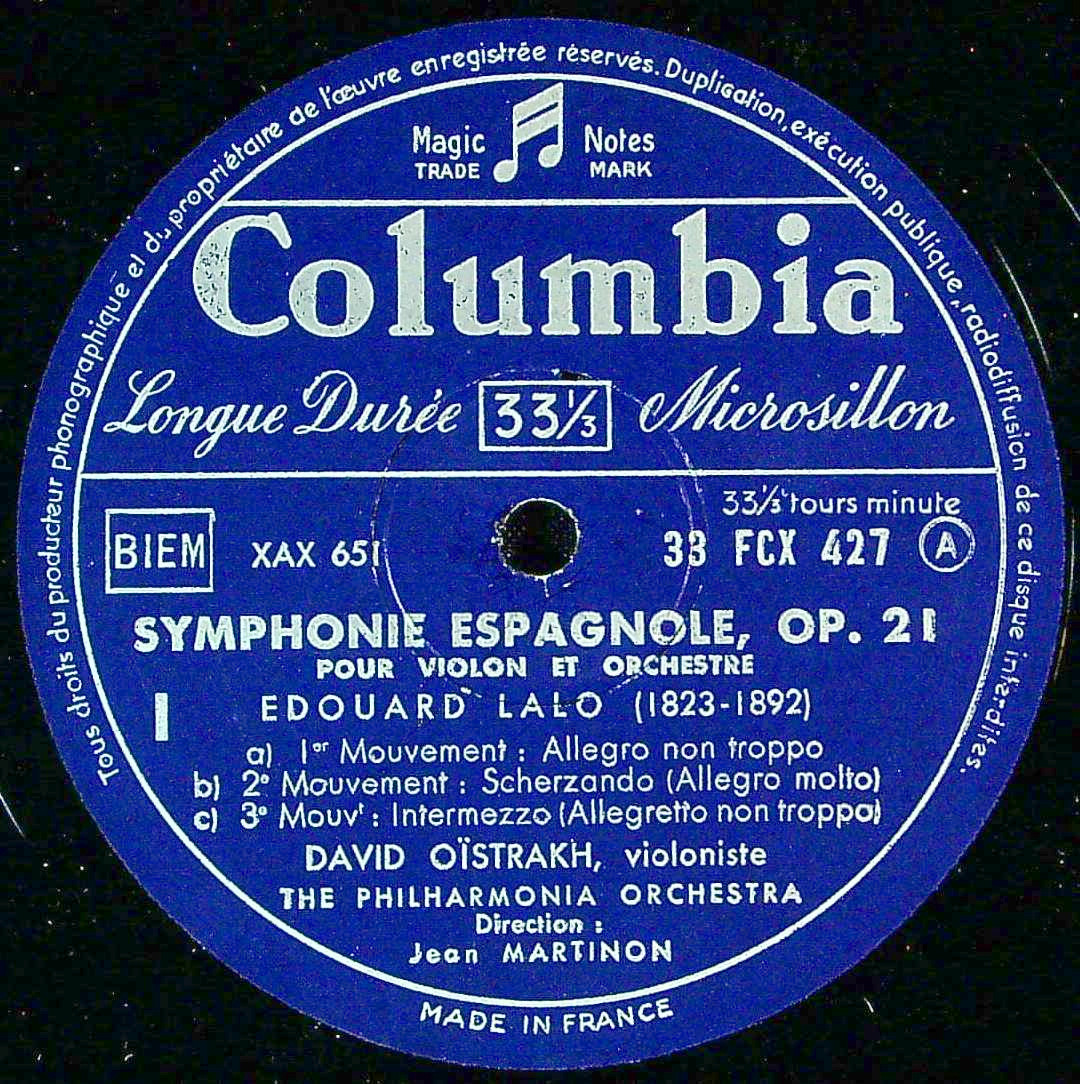 Tous droits du producteur phonographique et du propriétaire de l'œuvre enregistrée réservés. Duplication, exécution publique, radiodiffusion de ce disque interdites.
Magic Notes
TRADE MARK
Columbia
Longue Durée 33⅓ Microsillon
33⅓ tours minute
BIEM XAX 651 33 FCX 427 A
SYMPHONIE ESPAGNOLE, OP. 21
POUR VIOLON ET ORCHESTRE
I EDOUARD LALO (1823-1892)
a) 1er Mouvement : Allegro non troppo
b) 2e Mouvement : Scherzando (Allegro molto)
c) 3e Mouvt : Intermezzo (Allegretto non troppo)
DAVID OÏSTRAKH, violoniste
THE PHILHARMONIA ORCHESTRA
Direction :
Jean MARTINON
MADE IN FRANCE